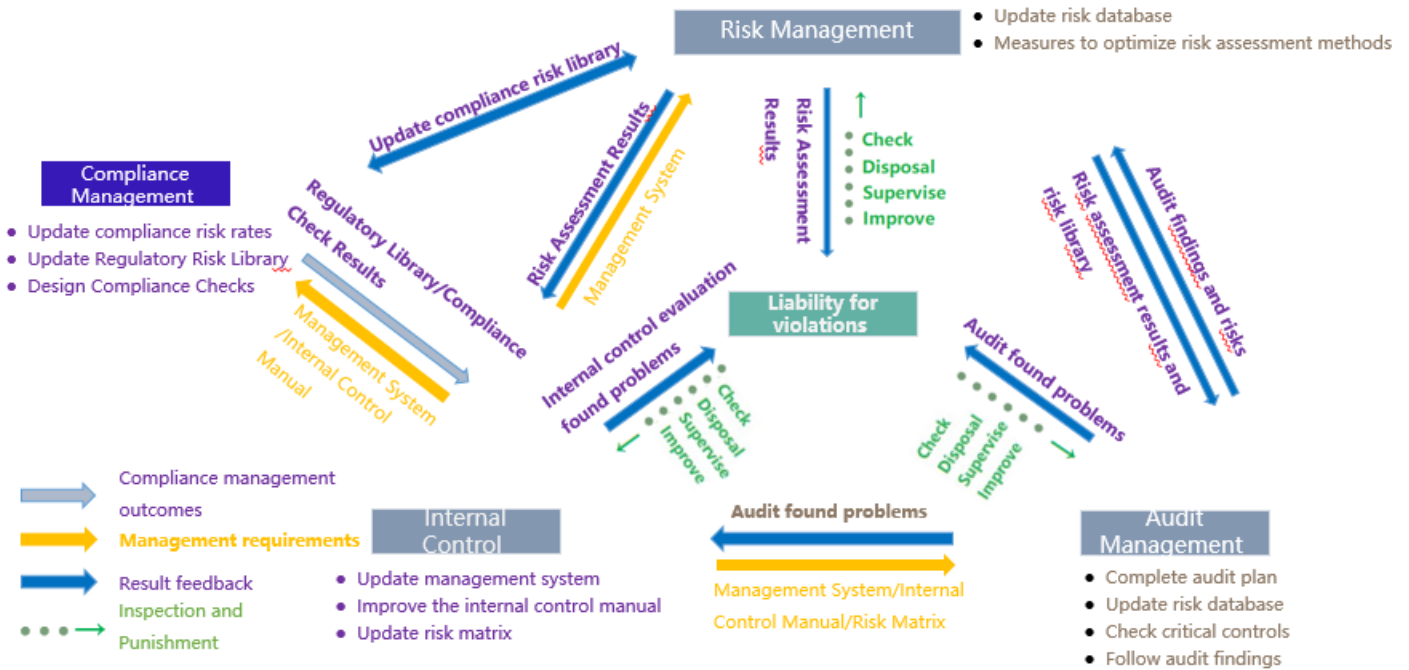 Risk Management
● Update risk database
● Measures to optimize risk assessment methods
Update compliance risk library
Risk Assessment Results
Management System
Risk Assessment
Results
Check
Disposal
Supervise
Improve
Audit findings and risks
Risk assessment results and
risk library
Compliance
Management
● Update compliance risk rates
● Update Regulatory Risk Library
● Design Compliance Checks
Regulatory Library/Compliance
Check Results
Management System
/Internal Control
Manual
Liability for
violations
Internal control evaluation
found problems
Check
Disposal
Supervise
Improve
Audit found problems
Check
Disposal
Supervise
Improve
Compliance management
outcomes
Management requirements
Result feedback
Inspection and
Punishment
Internal
Control
● Update management system
● Improve the internal control manual
● Update risk matrix
Audit found problems
Management System/Internal
Control Manual/Risk Matrix
Audit
Management
● Complete audit plan
● Update risk database
● Check critical controls
● Follow audit findings